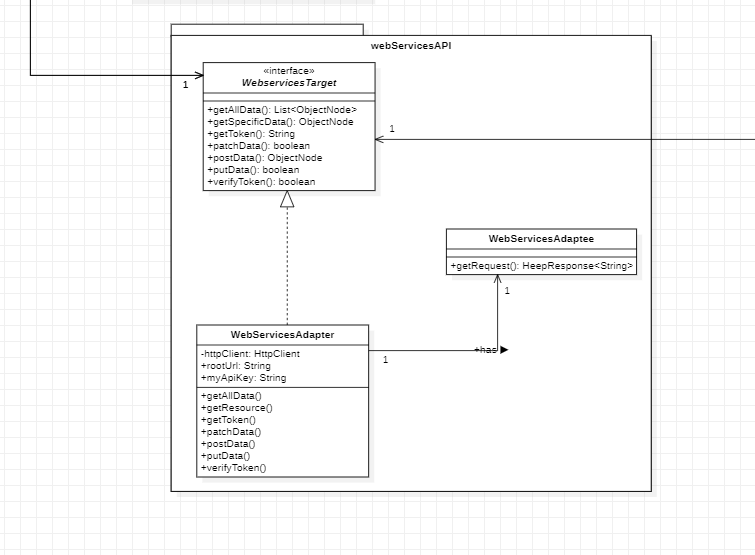 webServicesAPI
«interface»
WebservicesTarget
1
+getAllData(): List<ObjectNode>
+getSpecificData(): ObjectNode
+getToken(): String
+patchData(): boolean
+postData(): ObjectNode
+putData(): boolean
+verifyToken(): boolean
1
WebServicesAdaptee
+getRequest(): HeepResponse<String>
1
WebServicesAdapter
-httpClient: HttpClient
+rootUrl: String
+myApiKey: String
+getAllData()
+getResource()
+getToken()
+patchData()
+postData()
+putData()
+verifyToken()
1
+has